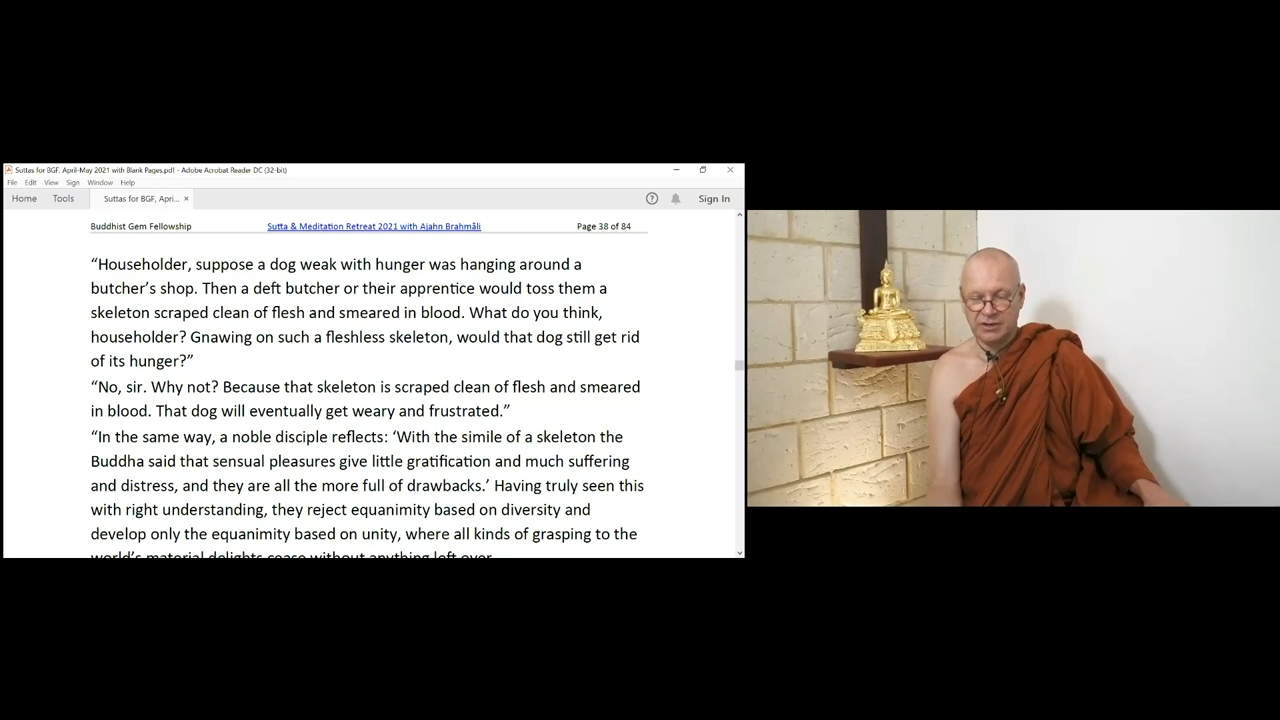 Suttas for BGF, April-May 2021 with Blank Pages.pdf - Adobe Acrobat Reader DC (32-bit)
File Edit View Sign Window Help
Home Tools Suttas for BGF, Apri... × Sign In
Buddhist Gem Fellowship Sutta & Meditation Retreat 2021 with Ajahn Brahmāli Page 38 of 84
“Householder, suppose a dog weak with hunger was hanging around a
butcher’s shop. Then a deft butcher or their apprentice would toss them a
skeleton scraped clean of flesh and smeared in blood. What do you think,
householder? Gnawing on such a fleshless skeleton, would that dog still get rid
of its hunger?”
“No, sir. Why not? Because that skeleton is scraped clean of flesh and smeared
in blood. That dog will eventually get weary and frustrated.”
“In the same way, a noble disciple reflects: ‘With the simile of a skeleton the
Buddha said that sensual pleasures give little gratification and much suffering
and distress, and they are all the more full of drawbacks.’ Having truly seen this
with right understanding, they reject equanimity based on diversity and
develop only the equanimity based on unity, where all kinds of grasping to the
world’s material delights cease without anything left over.